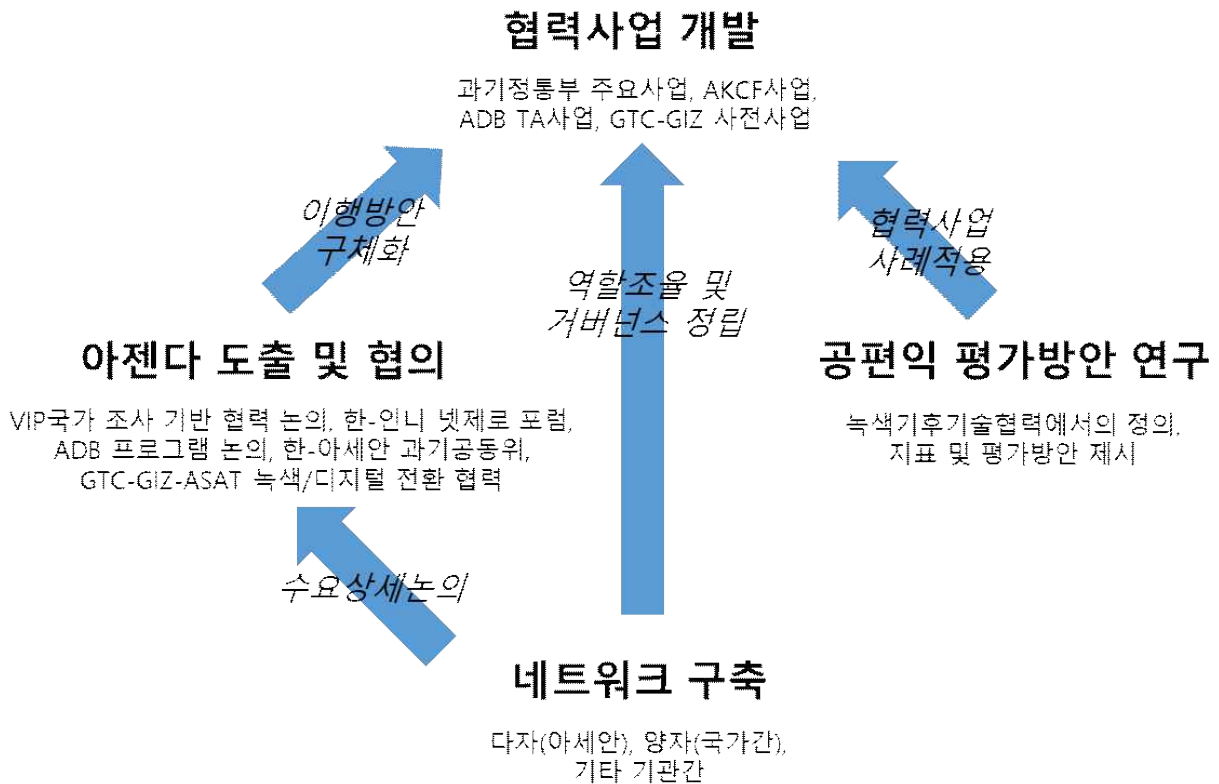 협력사업 개발
과기정통부 주요사업, AKCF사업,
ADB TA사업, GTC-GIZ 사전사업
이행방안
구체화
협력사업
사례적용
역할조율 및
거버넌스 정립
아젠다 도출 및 협의
VIP국가 조사 기반 협력 논의, 한-인니 넷제로 포럼,
ADB 프로그램 논의, 한-아세안 과기공동위,
GTC-GIZ-ASAT 녹색/디지털 전환 협력
공편익 평가방안 연구
녹색기후기술협력에서의 정의,
지표 및 평가방안 제시
수요상세논의
네트워크 구축
다자(아세안), 양자(국가간),
기타 기관간